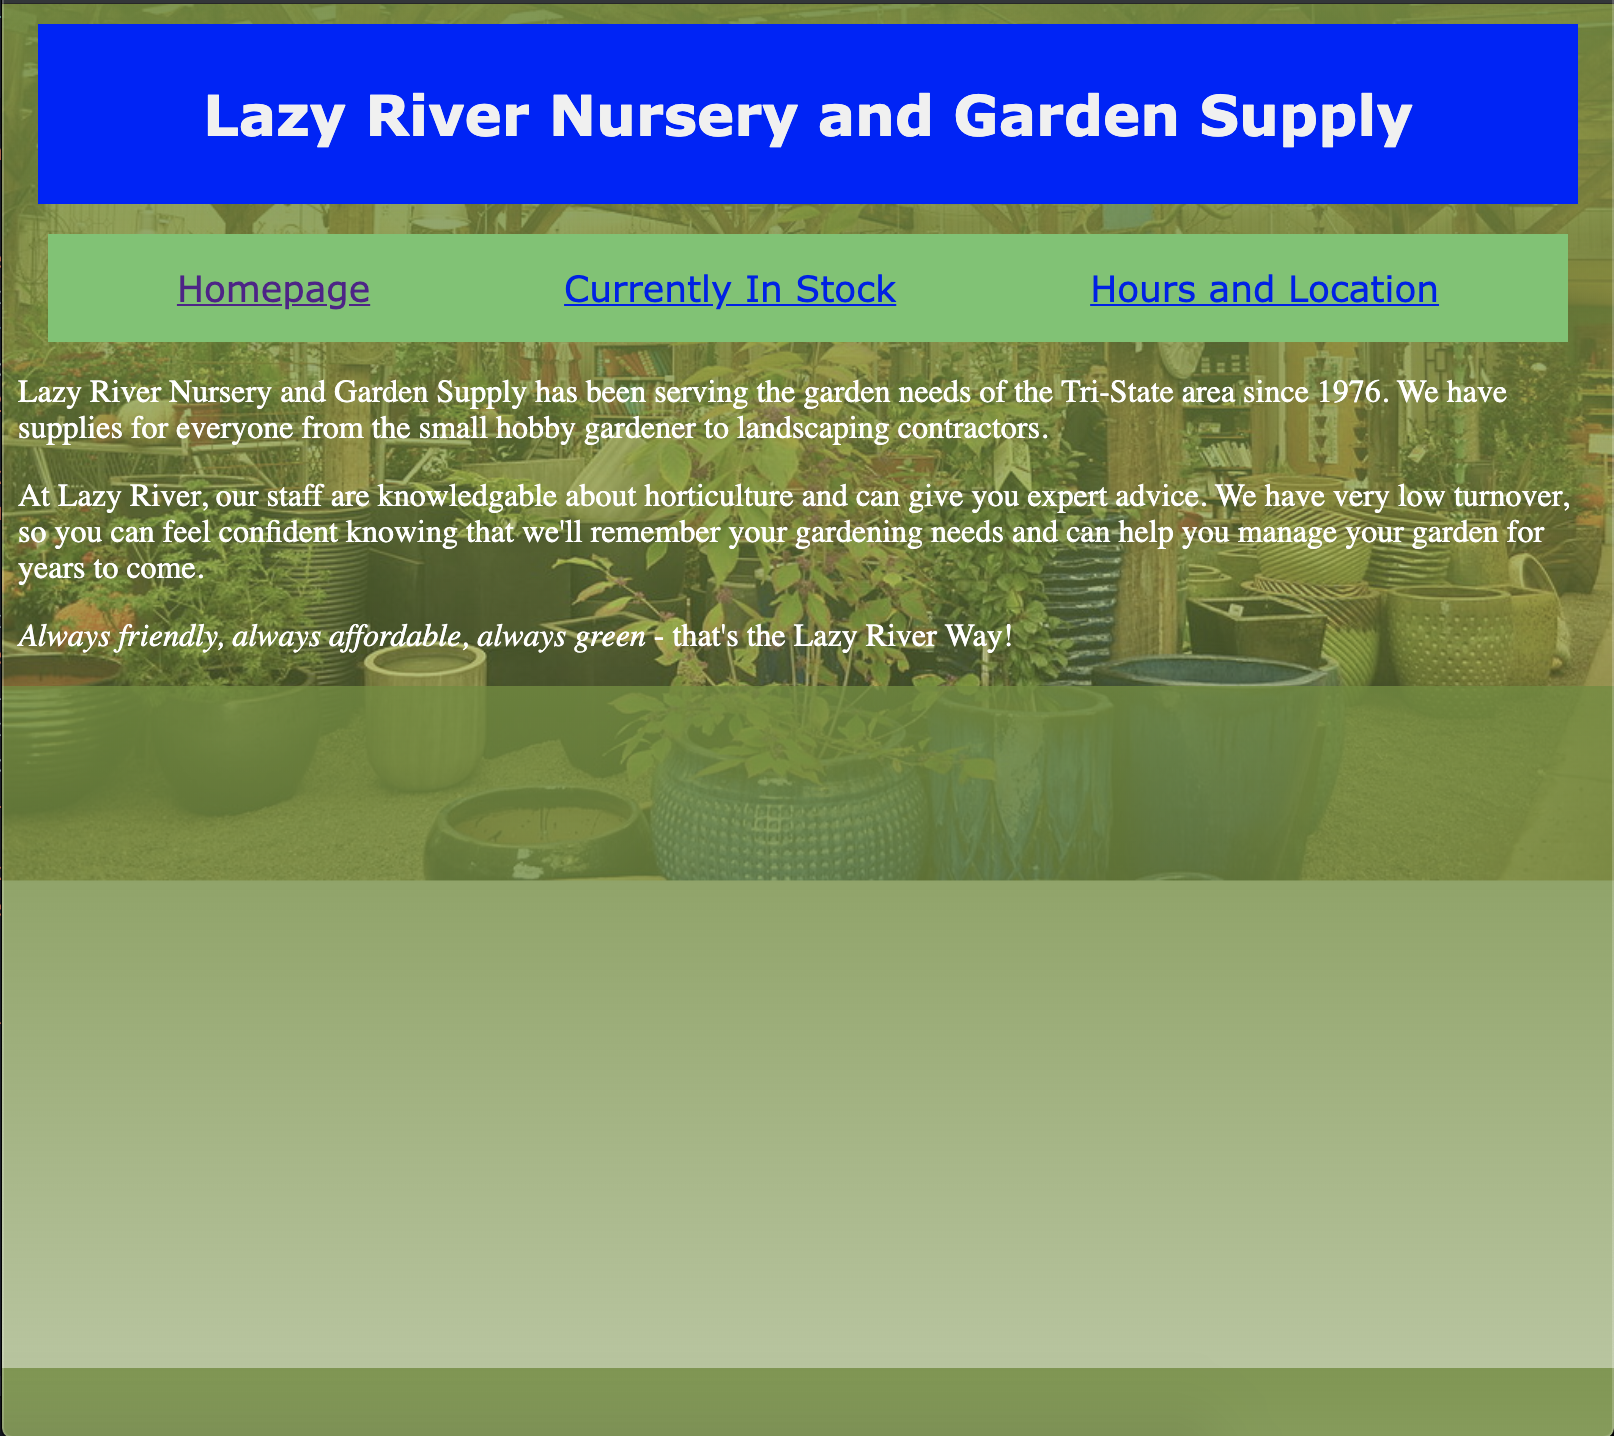 Lazy River Nursery and Garden Supply
Homepage
Currently In Stock
Hours and Location
Lazy River Nursery and Garden Supply has been serving the garden needs of the Tri-State area since 1976. We have
supplies for everyone from the small hobby gardener to landscaping contractors.
At Lazy River, our staff are knowledgable about horticulture and can give you expert advice. We have very low turnover,
so you can feel confident knowing that we'll remember your gardening needs and can help you manage your garden for
years to come.
Always friendly, always affordable, always green - that's the Lazy River Way!